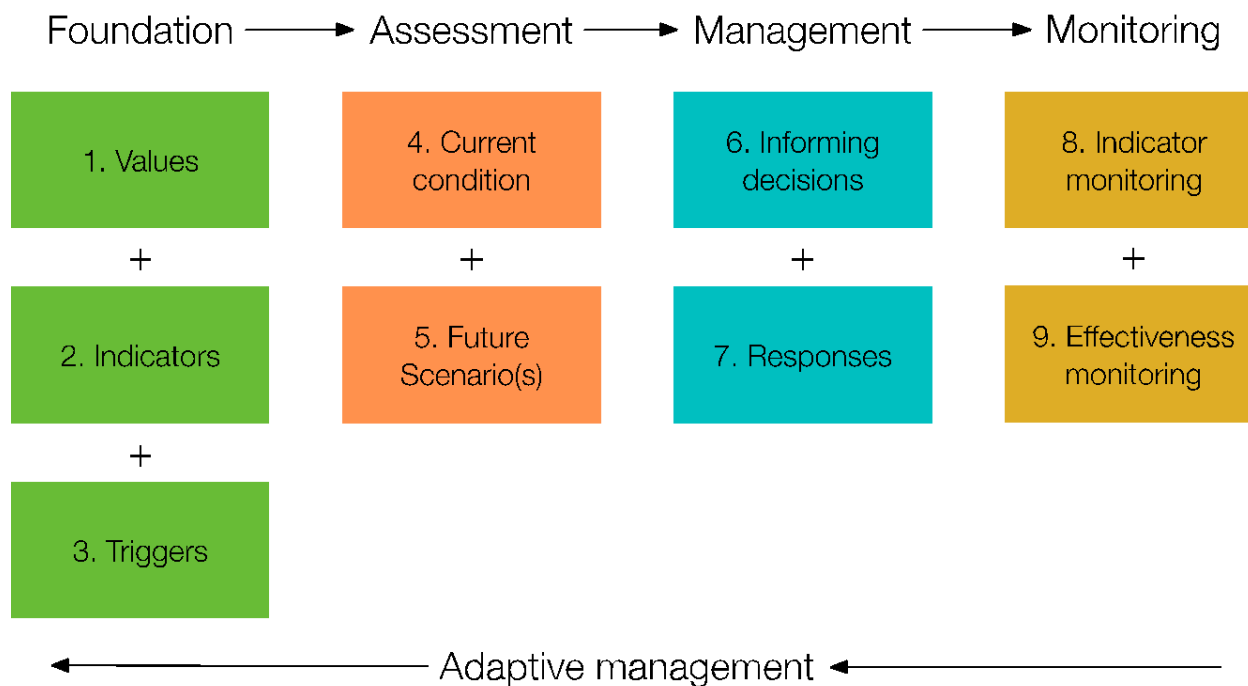 Foundation Assessment Management Monitoring
1. Values
4. Current
condition
6. Informing
decisions
8. Indicator
monitoring
+ + + +
2. Indicators
5. Future
Scenario(s)
7. Responses
9. Effectiveness
monitoring
+
3. Triggers
Adaptive management